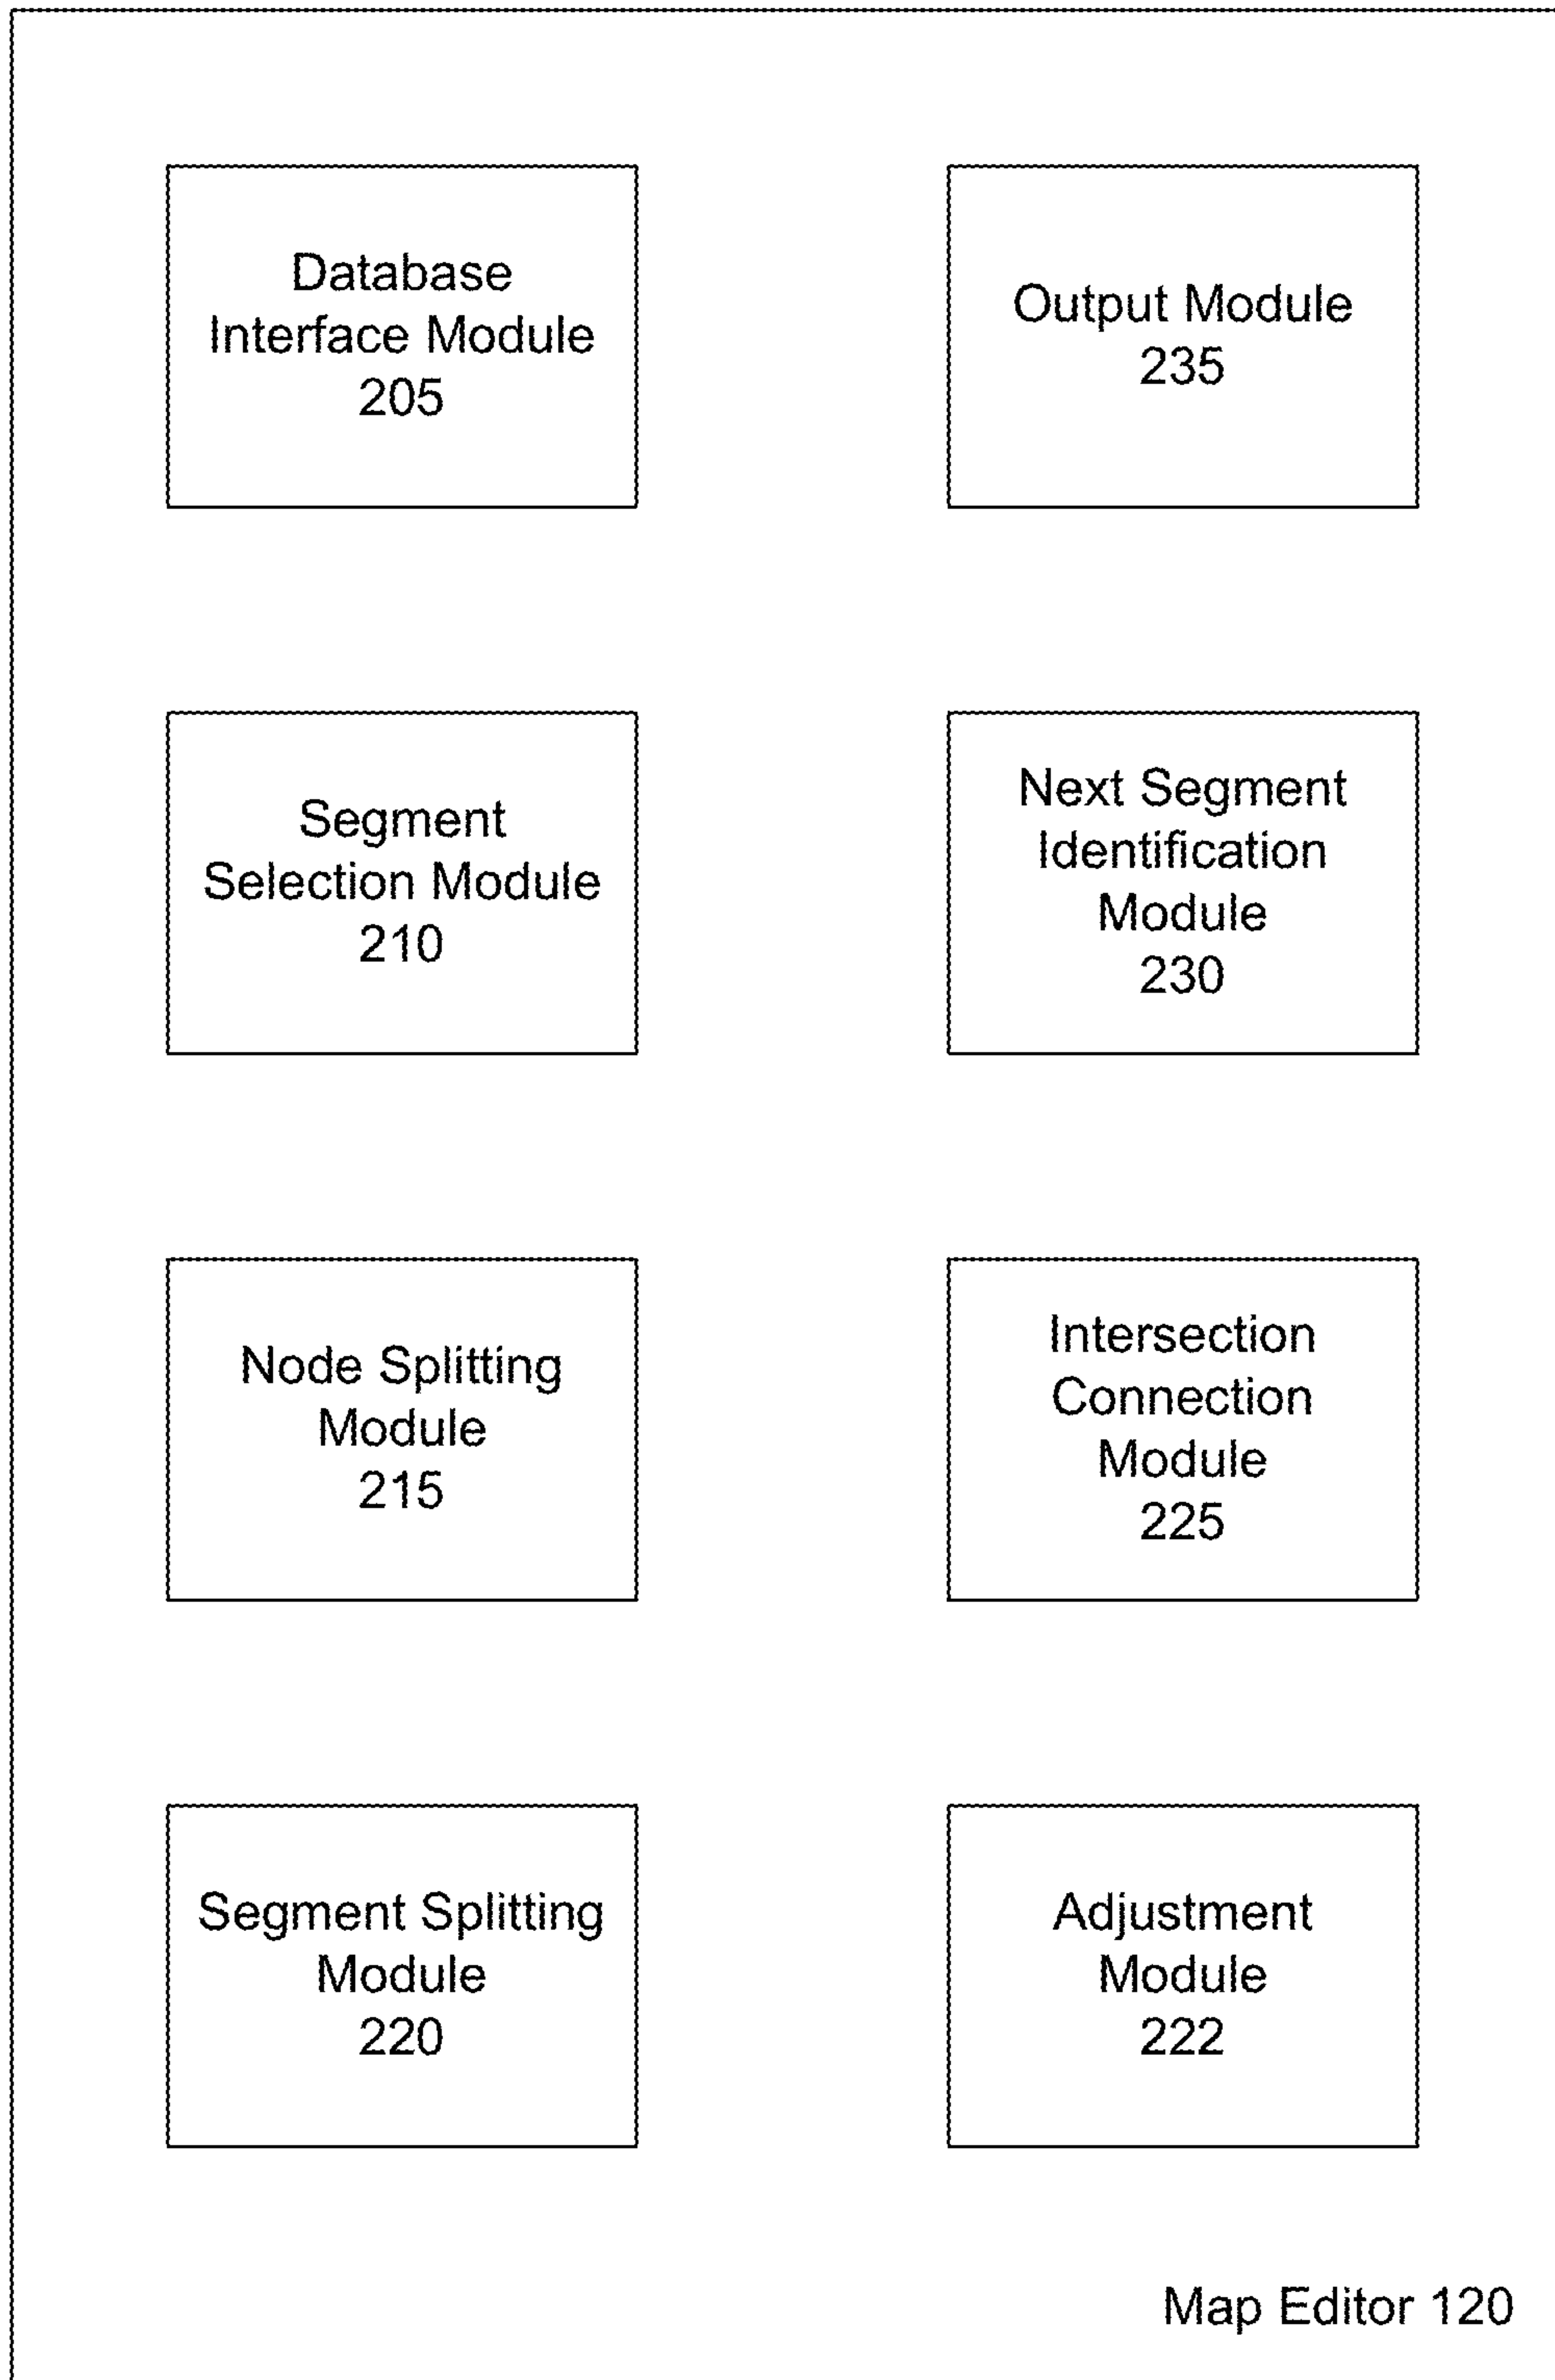 Database
Interface Module
205
Output Module
235
Segment
Selection Module
210
Next Segment
Identification
Module
230
Node Splitting
Module
215
Intersection
Connection
Module
225
Segment Splitting
Module
220
Adjustment
Module
222
Map Editor 120